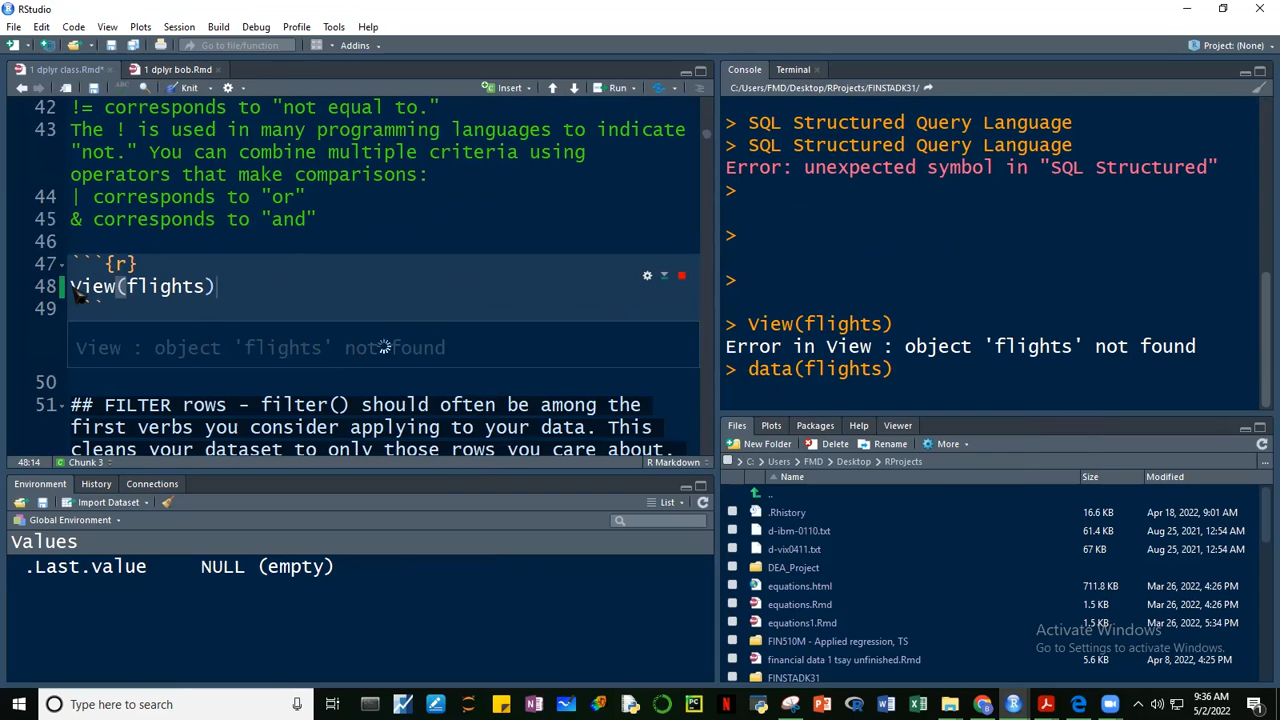 RStudio
File Edit Code View Plots Session Build Debug Profile Tools Help
Go to file/function Addins Project: (None)
1 dplyr class.Rmd* 1 dplyr bob.Rmd
Knit Insert Run
42 != corresponds to "not equal to."
43 The ! is used in many programming languages to indicate
"not." You can combine multiple criteria using
operators that make comparisons:
44 | corresponds to "or"
45 & corresponds to "and"
46
47 ```{r}
48 View(flights)
49 ```
View : object 'flights' not found
50
51 ## FILTER rows - filter() should often be among the
first verbs you consider applying to your data. This
cleans your dataset to only those rows you care about.
48:14 Chunk 3 R Markdown
Environment History Connections
Import Dataset List
Global Environment
Values
.Last.value NULL (empty)
Console Terminal
C:/Users/FMD/Desktop/RProjects/FINSTADK31/
> SQL Structured Query Language
> SQL Structured Query Language
Error: unexpected symbol in "SQL Structured"
>
>
>
> View(flights)
Error in View : object 'flights' not found
> data(flights)
Files Plots Packages Help Viewer
New Folder Delete Rename More
C: Users FMD Desktop RProjects ...
Name Size Modified
..
.Rhistory 16.6 KB Apr 18, 2022, 9:01 AM
d-ibm-0110.txt 61.4 KB Aug 25, 2021, 12:54 AM
d-vix0411.txt 67 KB Aug 25, 2021, 12:54 AM
DEA_Project
equations.html 711.8 KB Mar 26, 2022, 4:26 PM
equations.Rmd 1.5 KB Mar 26, 2022, 4:26 PM
equations1.Rmd 1.5 KB Mar 26, 2022, 5:34 PM
FIN510M - Applied regression, TS
financial data 1 tsay unfinished.Rmd 5.6 KB Apr 8, 2022, 4:25 PM
FINSTADK31
Activate Windows
Go to Settings to activate Windows.
Type here to search
9:36 AM
5/2/2022